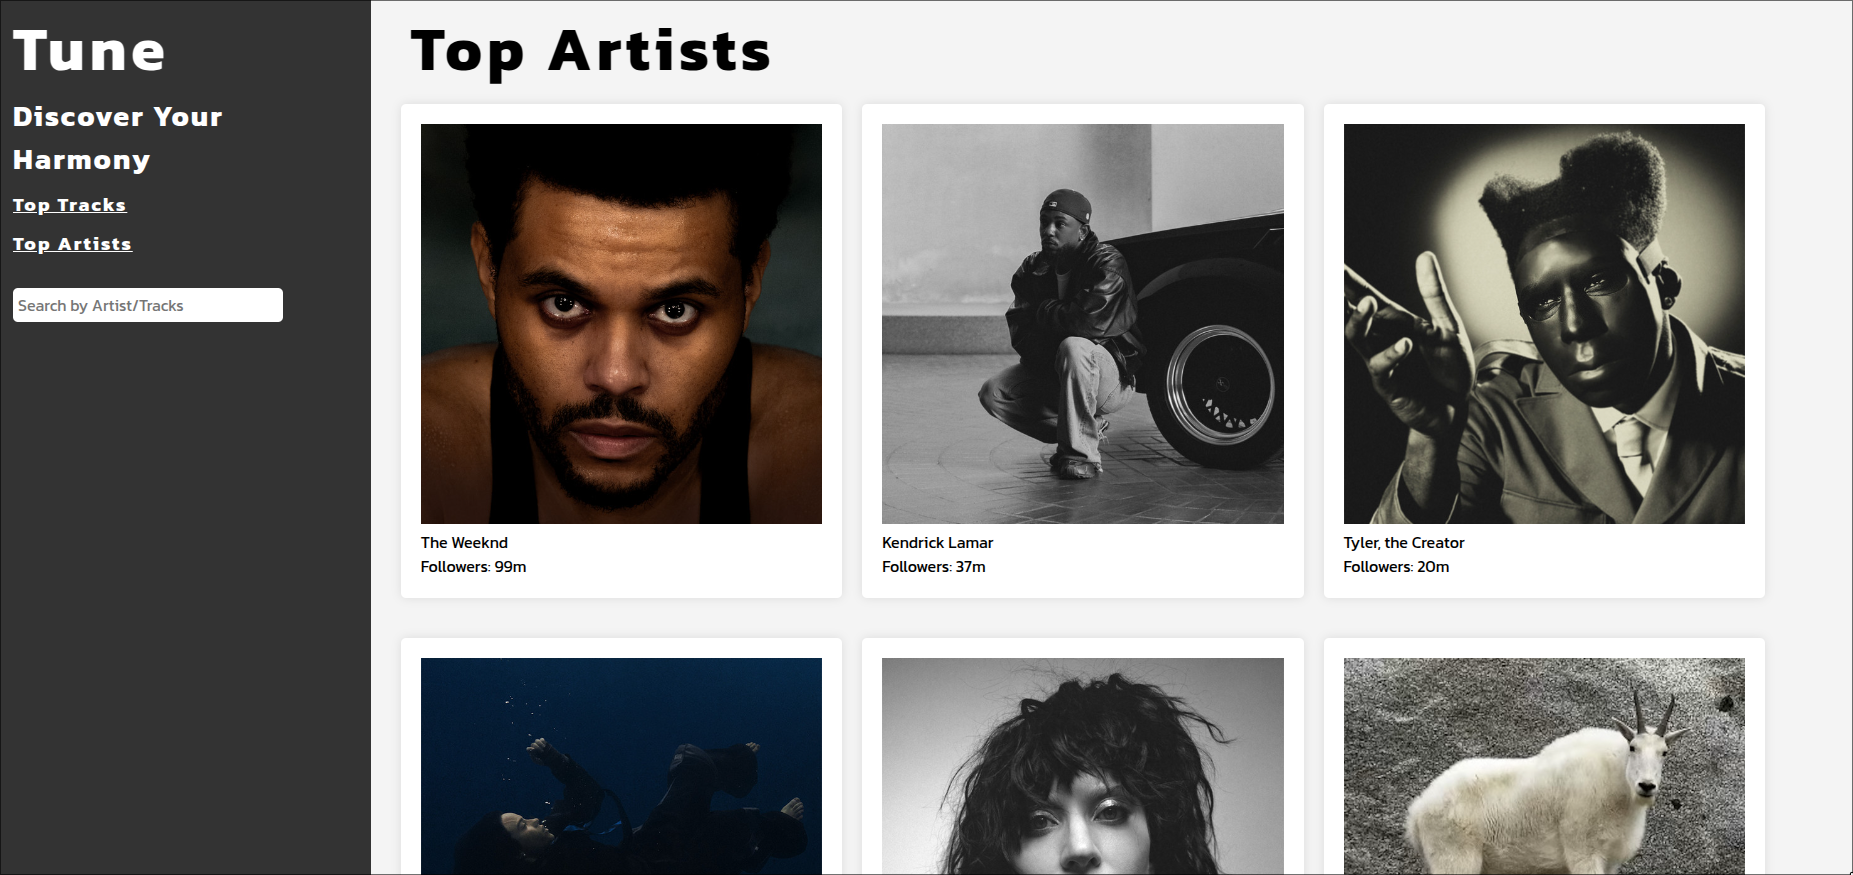 Tune
Discover Your
Harmony
Top Tracks
Top Artists
Search by Artist/Tracks
Top Artists
The Weeknd
Followers: 99m
Kendrick Lamar
Followers: 37m
Tyler, the Creator
Followers: 20m